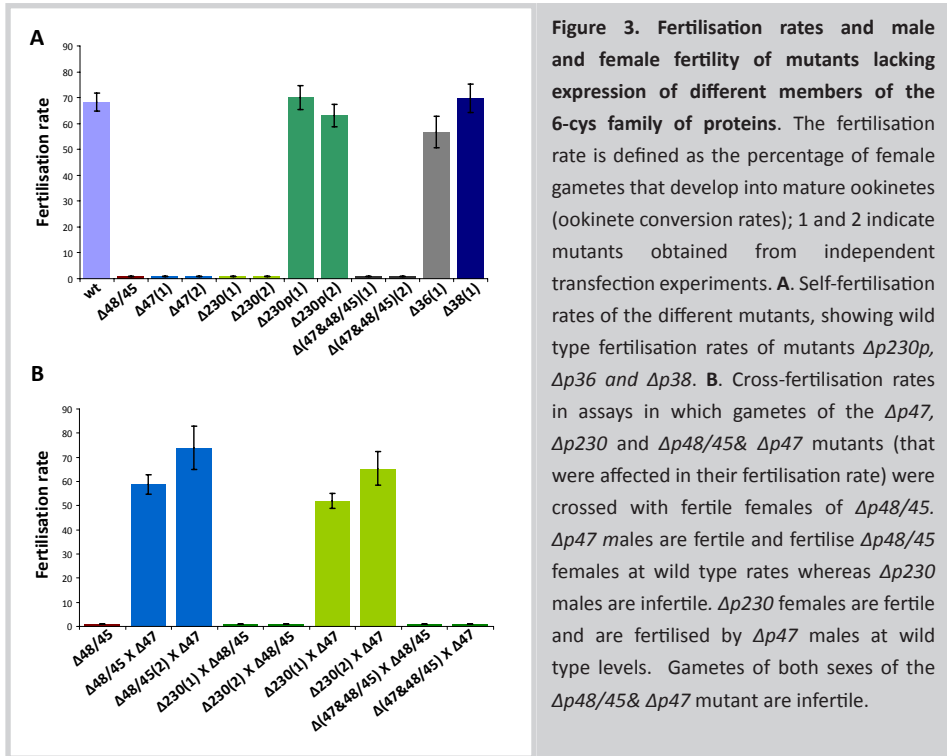 A
Fertilisation rate
90
80
70
60
50
40
30
20
10
0
wt
Δ48/45
Δ47(1)
Δ47(2)
Δ230(1)
Δ230(2)
Δ230p(1)
Δ230p(2)
Δ(47&48/45)(1)
Δ(47&48/45)(2)
Δ36(1)
Δ38(1)
B
Fertilisation rate
90
80
70
60
50
40
30
20
10
0
Δ48/45
Δ48/45 X Δ47
Δ48/45(2) X Δ47
Δ230(1) X Δ48/45
Δ230(2) X Δ48/45
Δ230(1) X Δ47
Δ230(2) X Δ47
Δ(47&48/45) X Δ48/45
Δ(47&48/45) X Δ47
Figure 3. Fertilisation rates and male
and female fertility of mutants lacking
expression of different members of the
6-cys family of proteins. The fertilisation
rate is defined as the percentage of female
gametes that develop into mature ookinetes
(ookinete conversion rates); 1 and 2 indicate
mutants obtained from independent
transfection experiments. A. Self-fertilisation
rates of the different mutants, showing wild
type fertilisation rates of mutants Δp230p,
Δp36 and Δp38. B. Cross-fertilisation rates
in assays in which gametes of the Δp47,
Δp230 and Δp48/45& Δp47 mutants (that
were affected in their fertilisation rate) were
crossed with fertile females of Δp48/45.
Δp47 males are fertile and fertilise Δp48/45
females at wild type rates whereas Δp230
males are infertile. Δp230 females are fertile
and are fertilised by Δp47 males at wild
type levels. Gametes of both sexes of the
Δp48/45& Δp47 mutant are infertile.